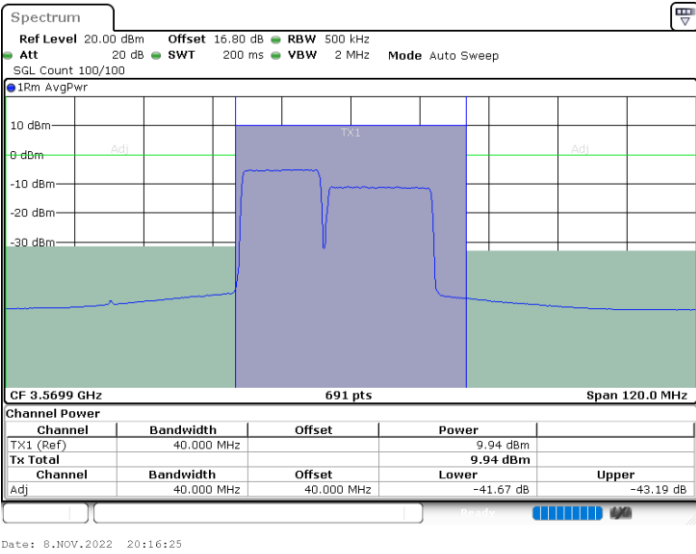 Spectrum
Ref Level 20.00 dBm Offset 16.80 dB RBW 500 kHz
Att 20 dB SWT 200 ms VBW 2 MHz Mode Auto Sweep
SGL Count 100/100
1Rm AvgPwr
10 dBm
TX1
Adj Adj
0 dBm
-10 dBm
-20 dBm
-30 dBm
CF 3.5699 GHz 691 pts Span 120.0 MHz
Channel Power
Channel Bandwidth Offset Power
TX1 (Ref) 40.000 MHz 9.94 dBm
Tx Total 9.94 dBm
Channel Bandwidth Offset Lower Upper
Adj 40.000 MHz 40.000 MHz -41.67 dB -43.19 dB
Ready
Date: 8.NOV.2022 20:16:25